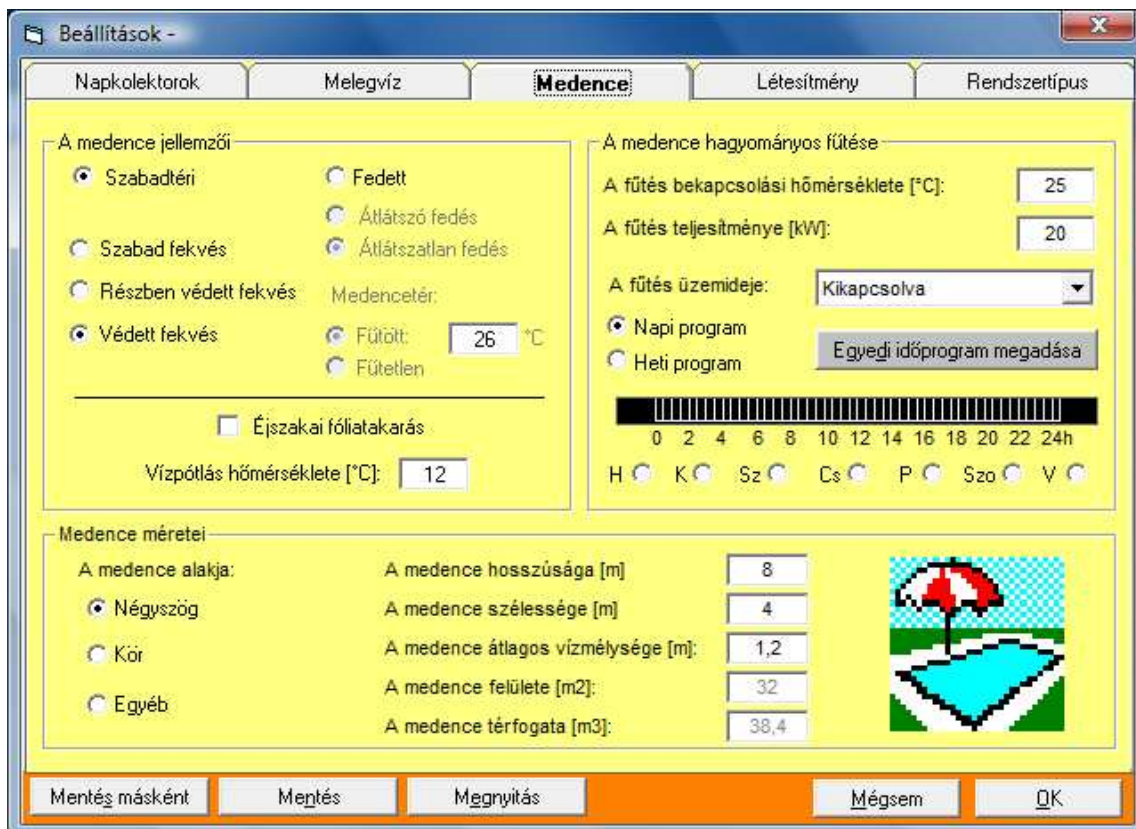 Beállítások -
Napkolektorok
Melegvíz
Medence
Létesítmény
Rendszertípus
A medence jellemzői
Szabadtéri
Fedett
Átlátszó fedés
Szabad fekvés
Átlátszatlan fedés
Részben védett fekvés
Medencetér:
Védett fekvés
Fűtött: 26 °C
Fűtetlen
Éjszakai fóliatakarás
Vízpótlás hőmérséklete [°C]: 12
A medence hagyományos fűtése
A fűtés bekapcsolási hőmérséklete [°C]: 25
A fűtés teljesítménye [kW]: 20
A fűtés üzemideje: Kikapcsolva
Napi program
Heti program
Egyedi időprogram megadása
0 2 4 6 8 10 12 14 16 18 20 22 24h
H K Sz Cs P Szo V
Medence méretei
A medence alakja:
Négyszög
Kör
Egyéb
A medence hosszúsága [m] 8
A medence szélessége [m] 4
A medence átlagos vízmélysége [m]: 1,2
A medence felülete [m2]: 32
A medence térfogata [m3]: 38,4
Mentés másként
Mentés
Megnyitás
Mégsem
OK